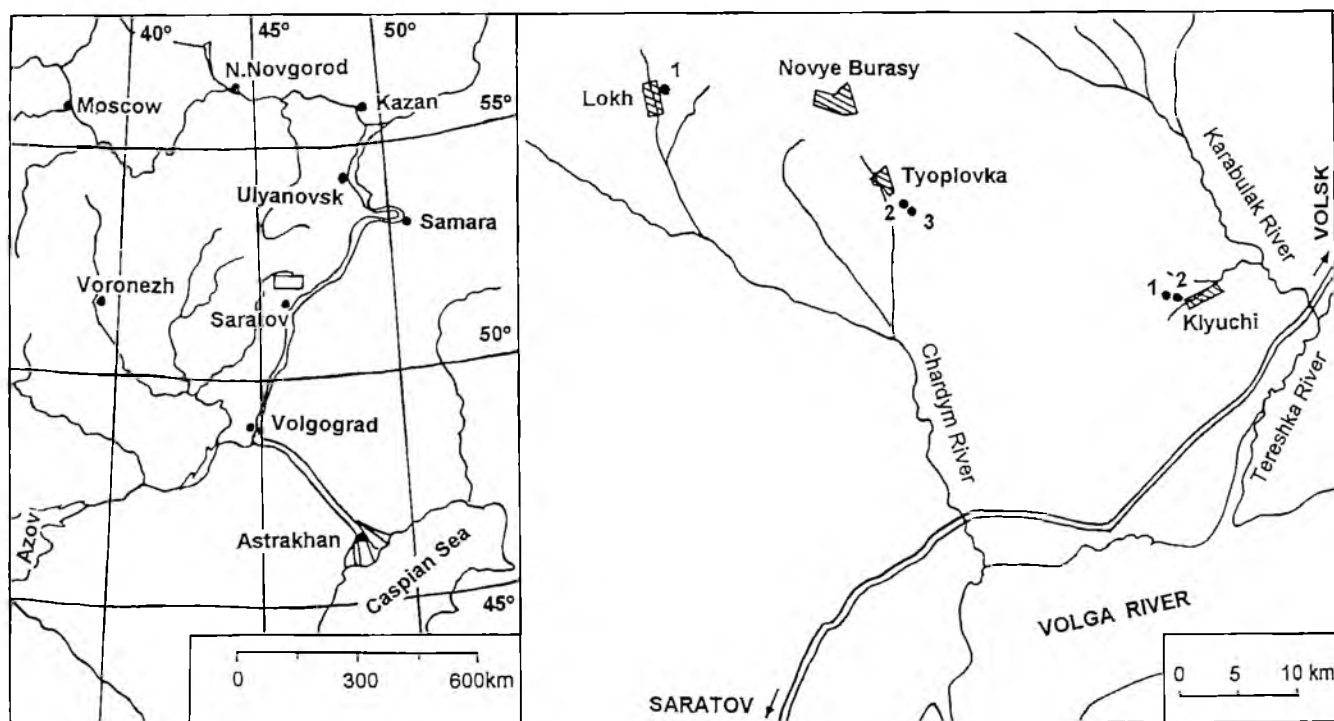 40°
45°
50°
N.Novgorod
Moscow
Kazan
55°
Ulyanovsk
Samara
Voronezh
Saratov
50°
Volgograd
Astrakhan
Azov
Caspian Sea
45°
0 300 600km
1
Lokh
Novye Burasy
Tyoplovka
2 3
Karabulak River
VOLSK
1 2
Klyuchi
Chardym River
Tereshka River
VOLGA RIVER
SARATOV
0 5 10 km